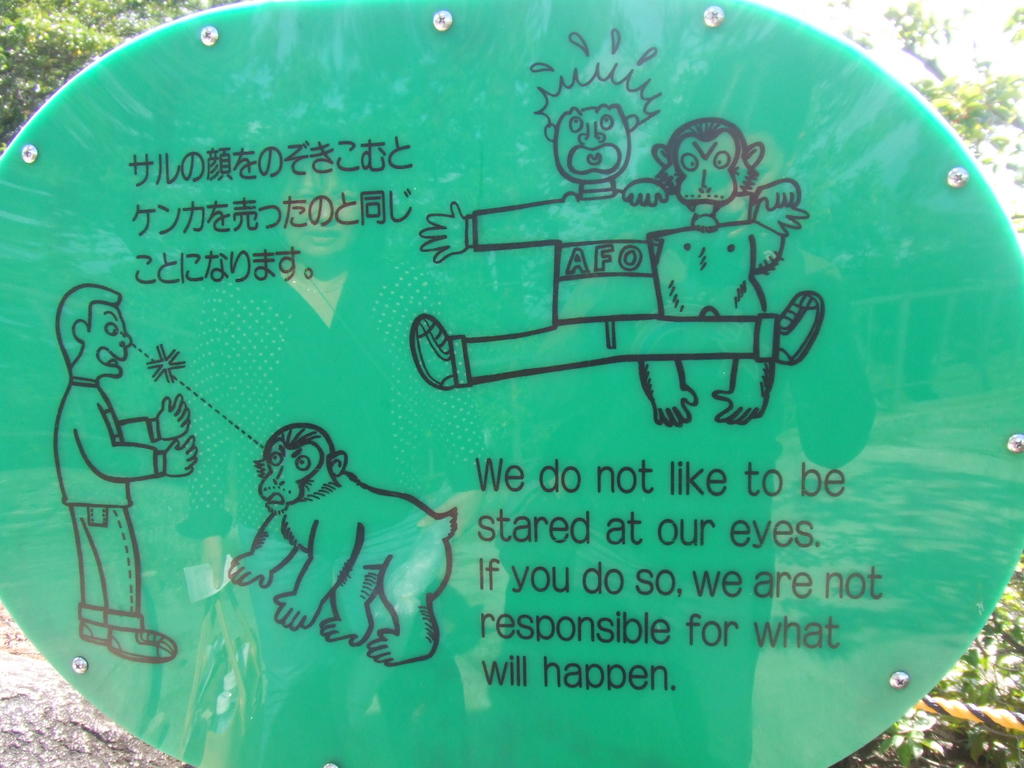 サルの顔をのぞきこむと
ケンカを売ったのと同じ
ことになります。
AFO
We do not like to be
stared at our eyes.
If you do so, we are not
responsible for what
will happen.